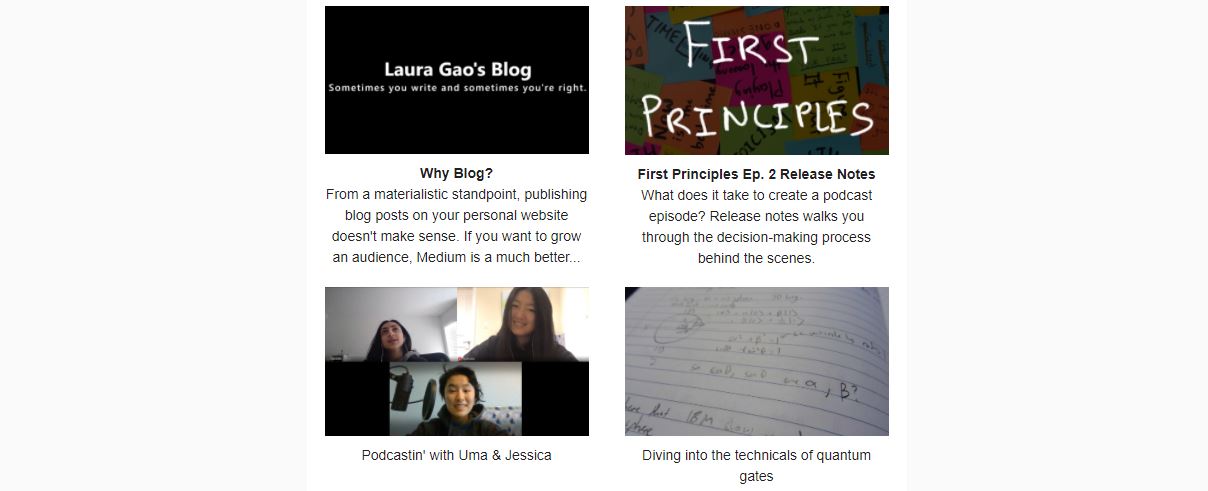 Laura Gao's Blog
Sometimes you write and sometimes you're right.
Why Blog?
From a materialistic standpoint, publishing
blog posts on your personal website
doesn't make sense. If you want to grow
an audience, Medium is a much better...
FIRST
PRINCIPLES
First Principles Ep. 2 Release Notes
What does it take to create a podcast
episode? Release notes walks you
through the decision-making process
behind the scenes.
Podcastin' with Uma & Jessica
α, β?
IBM
Diving into the technicals of quantum
gates